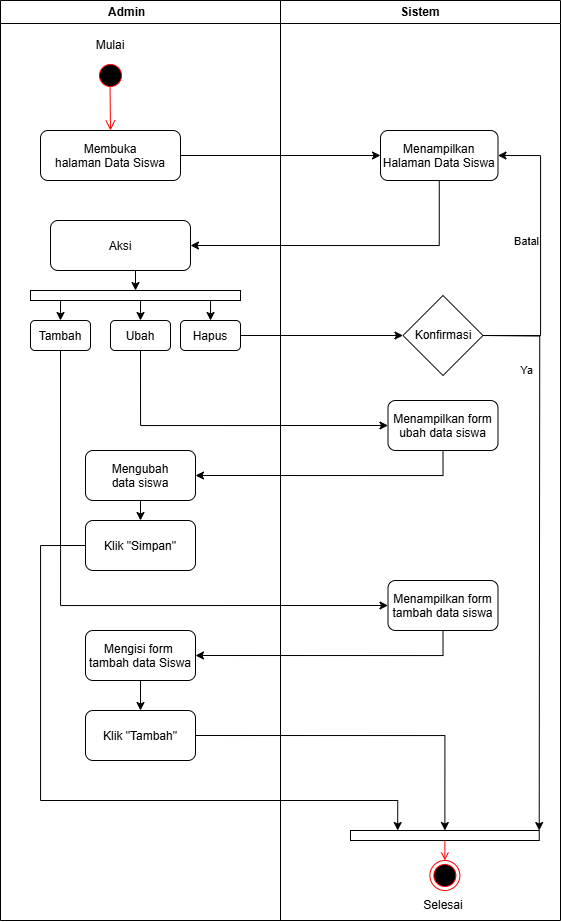 Admin
Sistem
Mulai
Membuka
halaman Data Siswa
Menampilkan
Halaman Data Siswa
Aksi
Batal
Tambah
Ubah
Hapus
Konfirmasi
Ya
Menampilkan form
ubah data siswa
Mengubah
data siswa
Klik "Simpan"
Menampilkan form
tambah data siswa
Mengisi form
tambah data Siswa
Klik "Tambah"
Selesai